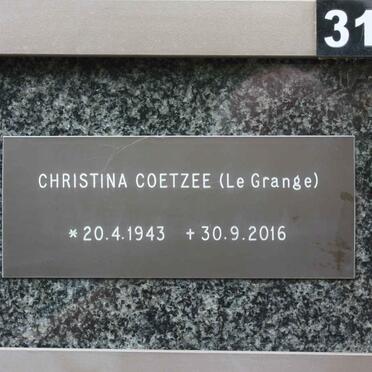 31
CHRISTINA COETZEE (Le Grange)
* 20.4.1943 + 30.9.2016